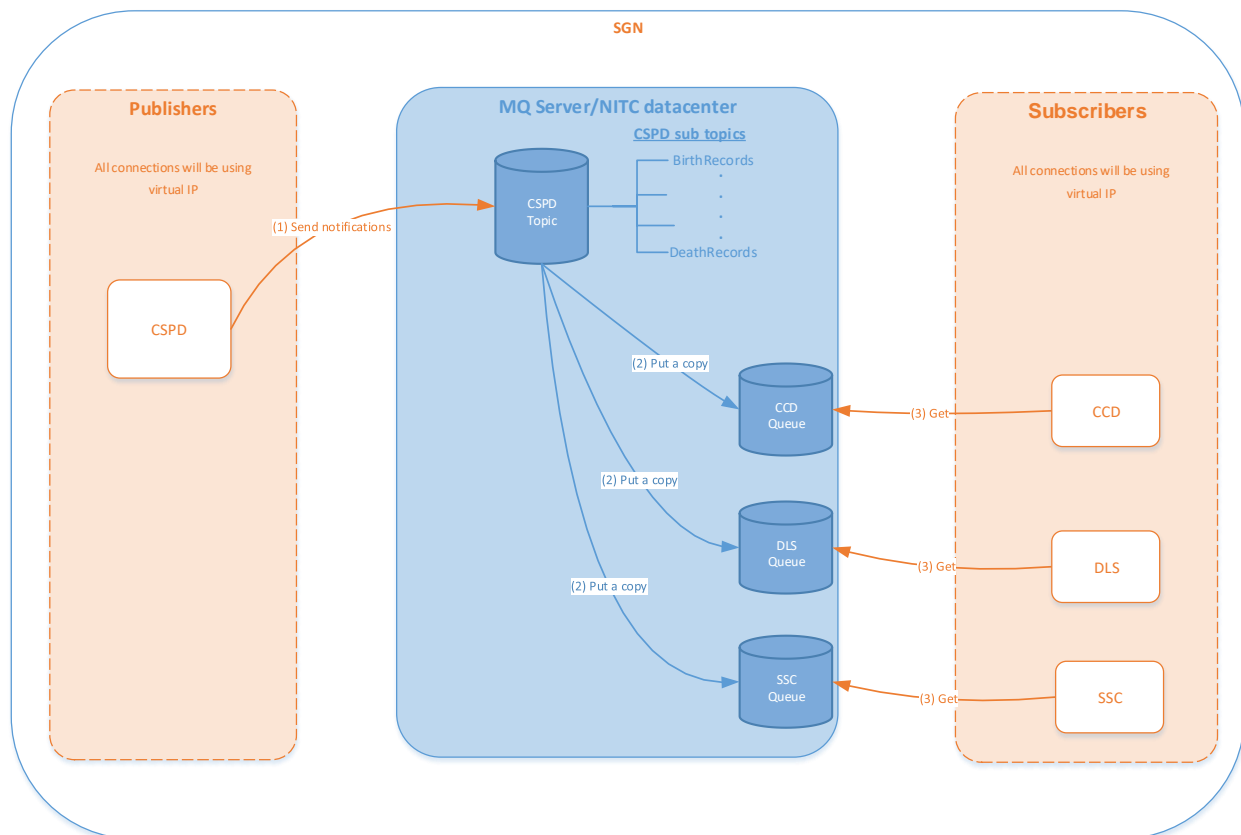 SGN
Publishers
All connections will be using
virtual IP
CSPD
(1) Send notifications
MQ Server/NITC datacenter
CSPD sub topics
CSPD
Topic
BirthRecords
.
.
.
.
DeathRecords
(2) Put a copy
(2) Put a copy
(2) Put a copy
CCD
Queue
DLS
Queue
SSC
Queue
Subscribers
All connections will be using
virtual IP
(3) Get
CCD
(3) Get
DLS
(3) Get
SSC